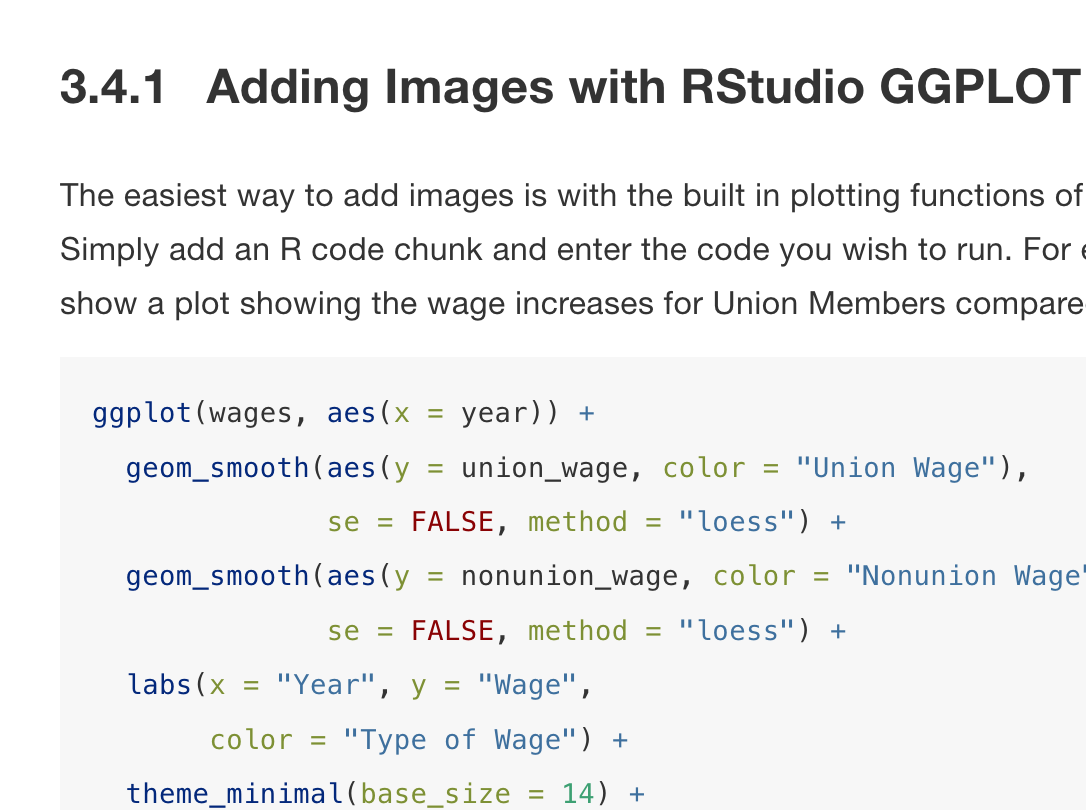 3.4.1 Adding Images with RStudio GGPLOT
The easiest way to add images is with the built in plotting functions of
Simply add an R code chunk and enter the code you wish to run. For
show a plot showing the wage increases for Union Members compare
ggplot(wages, aes(x = year)) +
  geom_smooth(aes(y = union_wage, color = "Union Wage"),
              se = FALSE, method = "loess") +
  geom_smooth(aes(y = nonunion_wage, color = "Nonunion Wage"
              se = FALSE, method = "loess") +
  labs(x = "Year", y = "Wage",
       color = "Type of Wage") +
  theme_minimal(base_size = 14) +